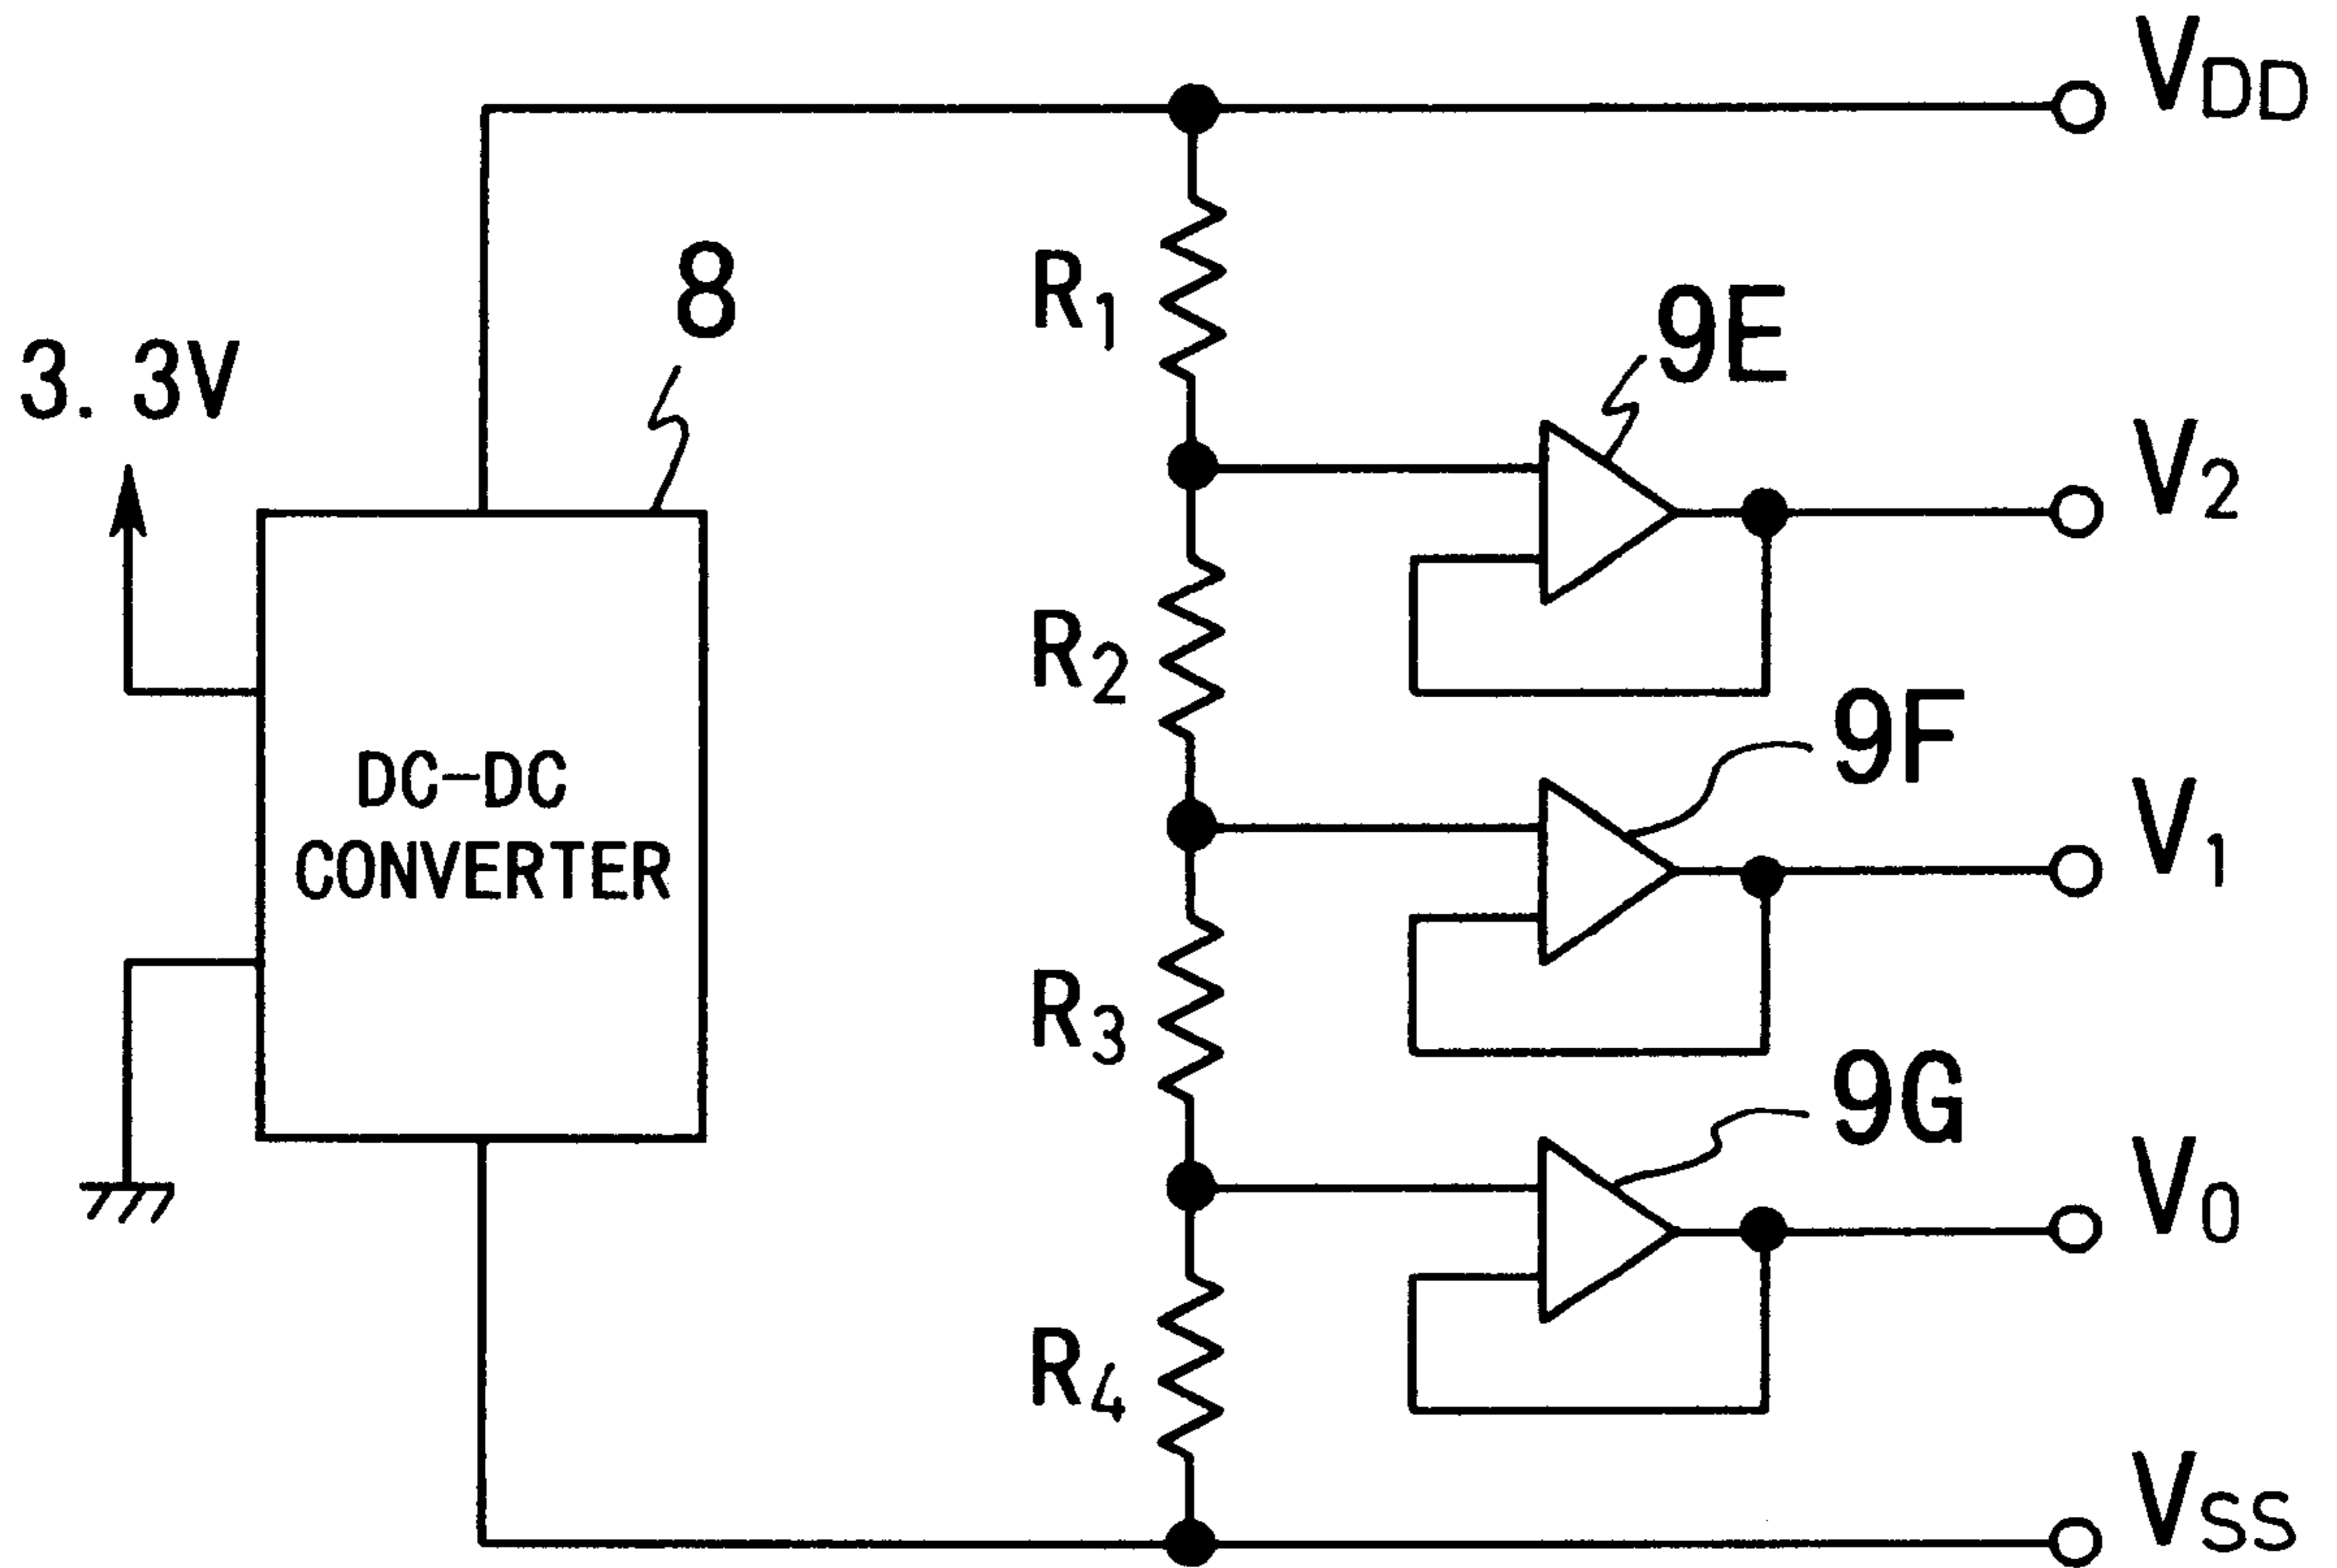 VDD
8
R1
9E
3. 3V
V2
R2
9F
DC-DC
CONVERTER
V1
R3
9G
V0
R4
VSS